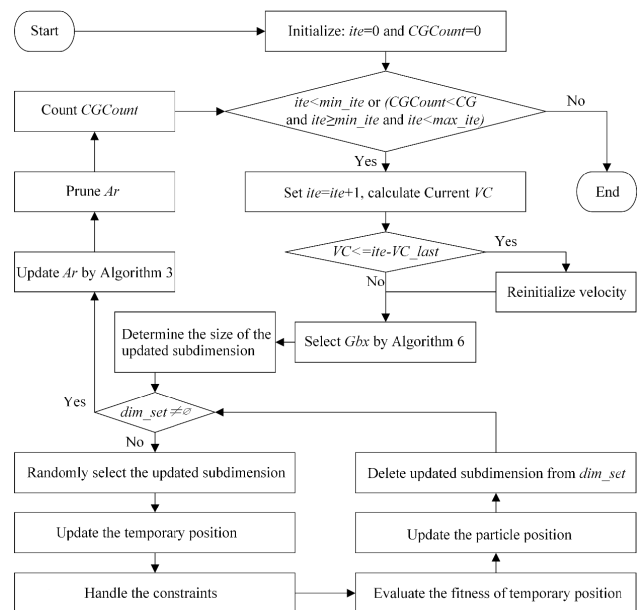 Start
Initialize: ite=0 and CGCount=0
Count CGCount
ite<min_ite or (CGCount<CG
and ite≥min_ite and ite<max_ite)
No
Yes
End
Prune Ar
Set ite=ite+1, calculate Current VC
VC<=ite-VC_last
Yes
No
Update Ar by Algorithm 3
Reinitialize velocity
Determine the size of the
updated subdimension
Select Gbx by Algorithm 6
Yes
dim_set≠∅
No
Randomly select the updated subdimension
Delete updated subdimension from dim_set
Update the temporary position
Update the particle position
Handle the constraints
Evaluate the fitness of temporary position